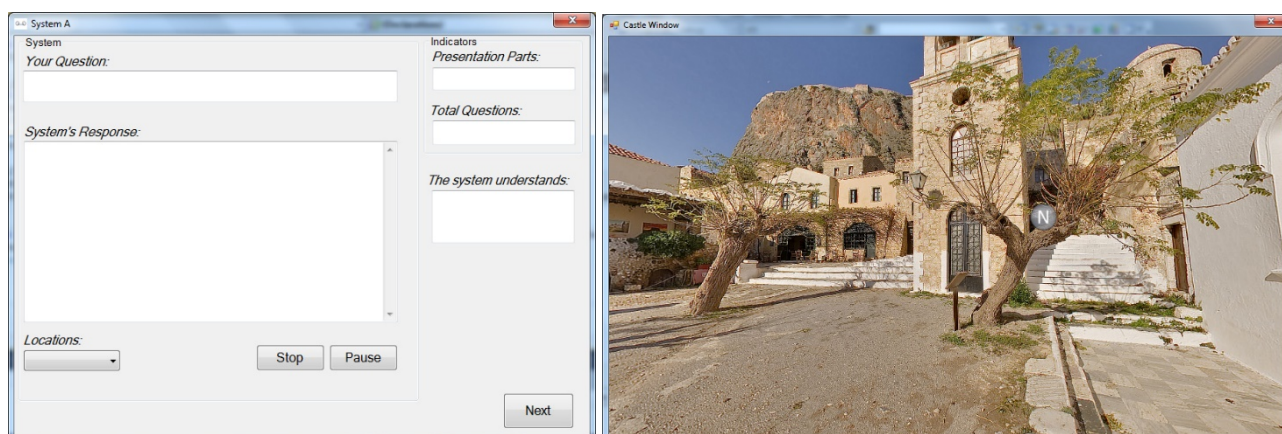 System A
System
Your Question:
System's Response:
Locations:
Stop
Pause
Indicators
Presentation Parts:
Total Questions:
The system understands:
Next
Castle Window
N